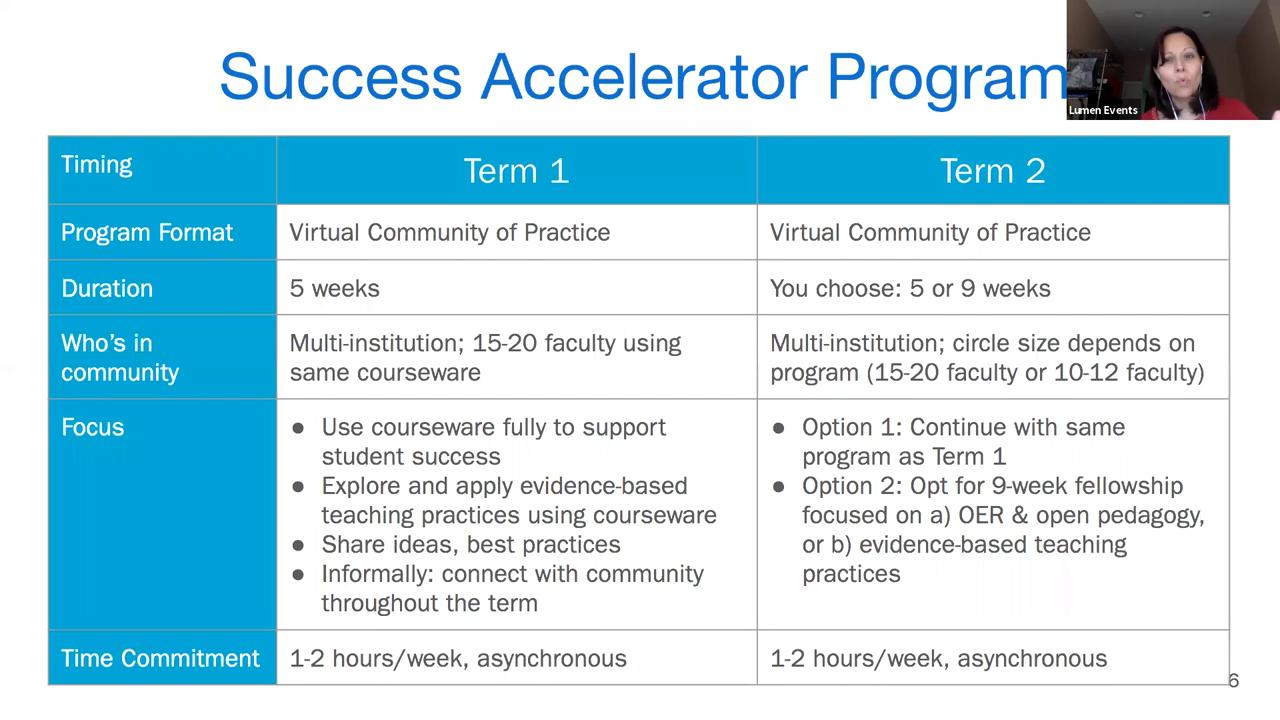 Success Accelerator Program
Lumen Events
Timing
Term 1
Term 2
Program Format
Virtual Community of Practice
Virtual Community of Practice
Duration
5 weeks
You choose: 5 or 9 weeks
Who's in
community
Multi-institution; 15-20 faculty using
same courseware
Multi-institution; circle size depends on
program (15-20 faculty or 10-12 faculty)
Focus
● Use courseware fully to support
student success
● Explore and apply evidence-based
teaching practices using courseware
● Share ideas, best practices
● Informally: connect with community
throughout the term
● Option 1: Continue with same
program as Term 1
● Option 2: Opt for 9-week fellowship
focused on a) OER & open pedagogy,
or b) evidence-based teaching
practices
Time Commitment
1-2 hours/week, asynchronous
1-2 hours/week, asynchronous
6